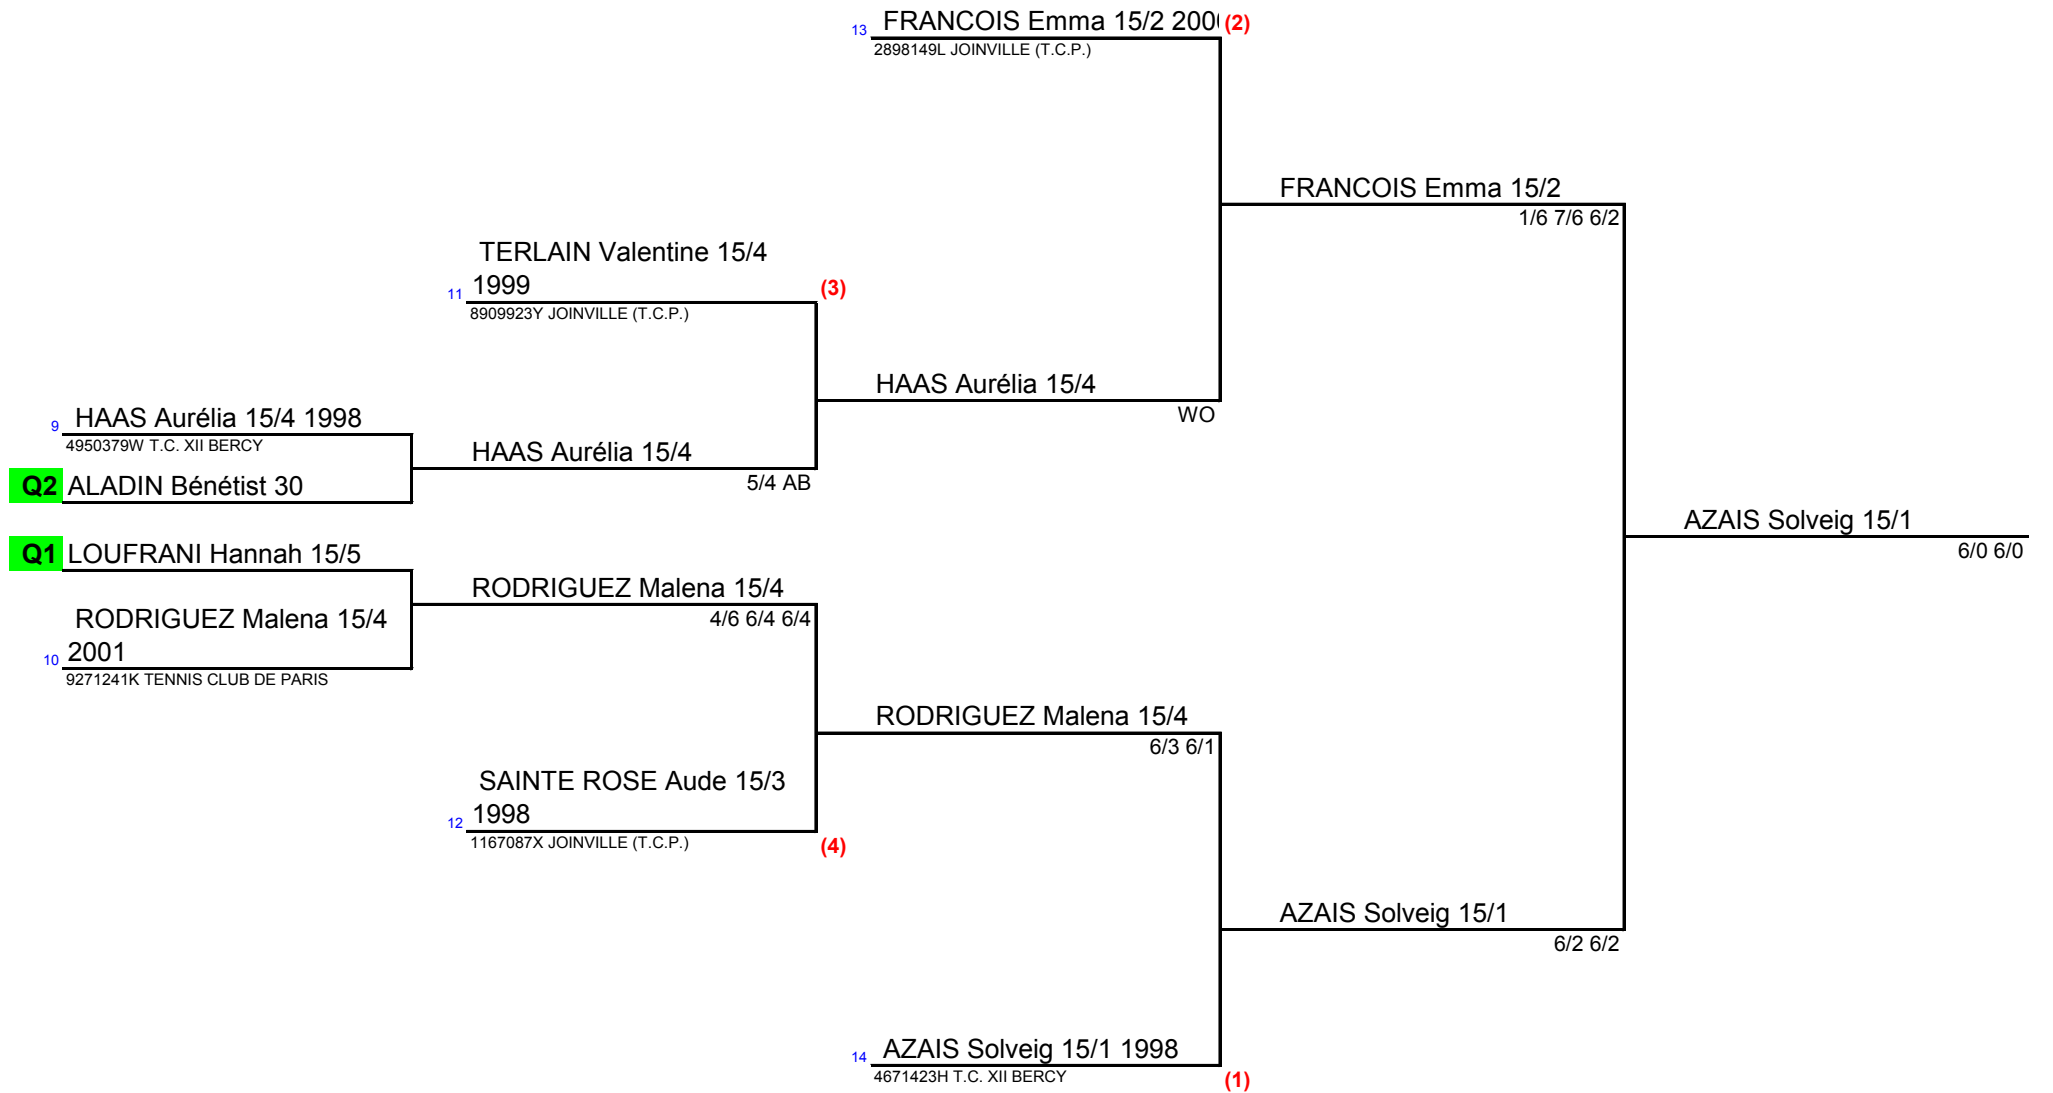 13 FRANCOIS Emma 15/2 200 (2)
2898149L JOINVILLE (T.C.P.)
FRANCOIS Emma 15/2
1/6 7/6 6/2
TERLAIN Valentine 15/4
11 1999 (3)
8909923Y JOINVILLE (T.C.P.)
HAAS Aurélia 15/4
WO
9 HAAS Aurélia 15/4 1998
4950379W T.C. XII BERCY
HAAS Aurélia 15/4
5/4 AB
Q2 ALADIN Bénétist 30
AZAIS Solveig 15/1
6/0 6/0
Q1 LOUFRANI Hannah 15/5
RODRIGUEZ Malena 15/4
4/6 6/4 6/4
RODRIGUEZ Malena 15/4
10 2001
9271241K TENNIS CLUB DE PARIS
RODRIGUEZ Malena 15/4
6/3 6/1
SAINTE ROSE Aude 15/3
12 1998
1167087X JOINVILLE (T.C.P.) (4)
AZAIS Solveig 15/1
6/2 6/2
14 AZAIS Solveig 15/1 1998
4671423H T.C. XII BERCY (1)